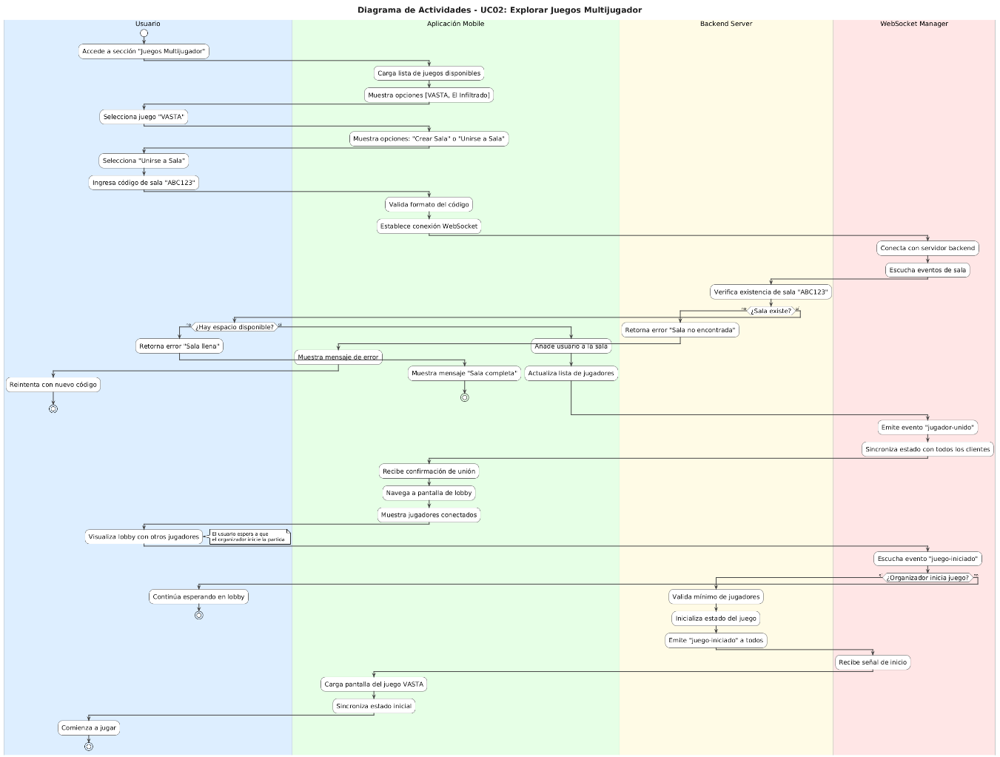 Diagrama de Actividades - UC02: Explorar Juegos Multijugador
Usuario
Aplicación Mobile
Backend Server
WebSocket Manager
Accede a sección "Juegos Multijugador"
Carga lista de juegos disponibles
Muestra opciones [VASTA, El Infiltrado]
Selecciona juego "VASTA"
Muestra opciones: "Crear Sala" o "Unirse a Sala"
Selecciona "Unirse a Sala"
Ingresa código de sala "ABC123"
Valida formato del código
Establece conexión WebSocket
Conecta con servidor backend
Escucha eventos de sala
Verifica existencia de sala "ABC123"
no
¿Sala existe?
sí
no
¿Hay espacio disponible?
sí
Retorna error "Sala no encontrada"
Retorna error "Sala llena"
Añade usuario a la sala
Muestra mensaje de error
Muestra mensaje "Sala completa"
Actualiza lista de jugadores
Reintenta con nuevo código
Emite evento "jugador-unido"
Sincroniza estado con todos los clientes
Recibe confirmación de unión
Navega a pantalla de lobby
Muestra jugadores conectados
Visualiza lobby con otros jugadores
El usuario espera a que
el organizador inicie la partida
Escucha evento "juego-iniciado"
sí
¿Organizador inicia juego?
no
Continúa esperando en lobby
Valida mínimo de jugadores
Inicializa estado del juego
Emite "juego-iniciado" a todos
Recibe señal de inicio
Carga pantalla del juego VASTA
Sincroniza estado inicial
Comienza a jugar